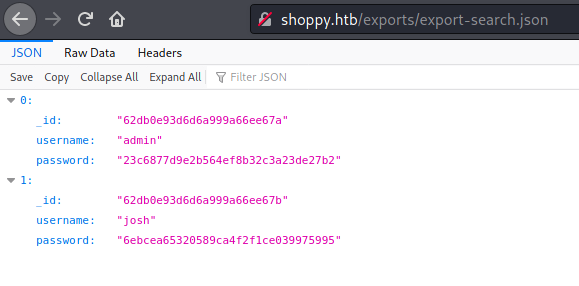 shoppy.htb/exports/export-search.json
JSON Raw Data Headers
Save Copy Collapse All Expand All Filter JSON
0:
_id: "62db0e93d6d6a999a66ee67a"
username: "admin"
password: "23c6877d9e2b564ef8b32c3a23de27b2"
1:
_id: "62db0e93d6d6a999a66ee67b"
username: "josh"
password: "6ebcea65320589ca4f2f1ce039975995"